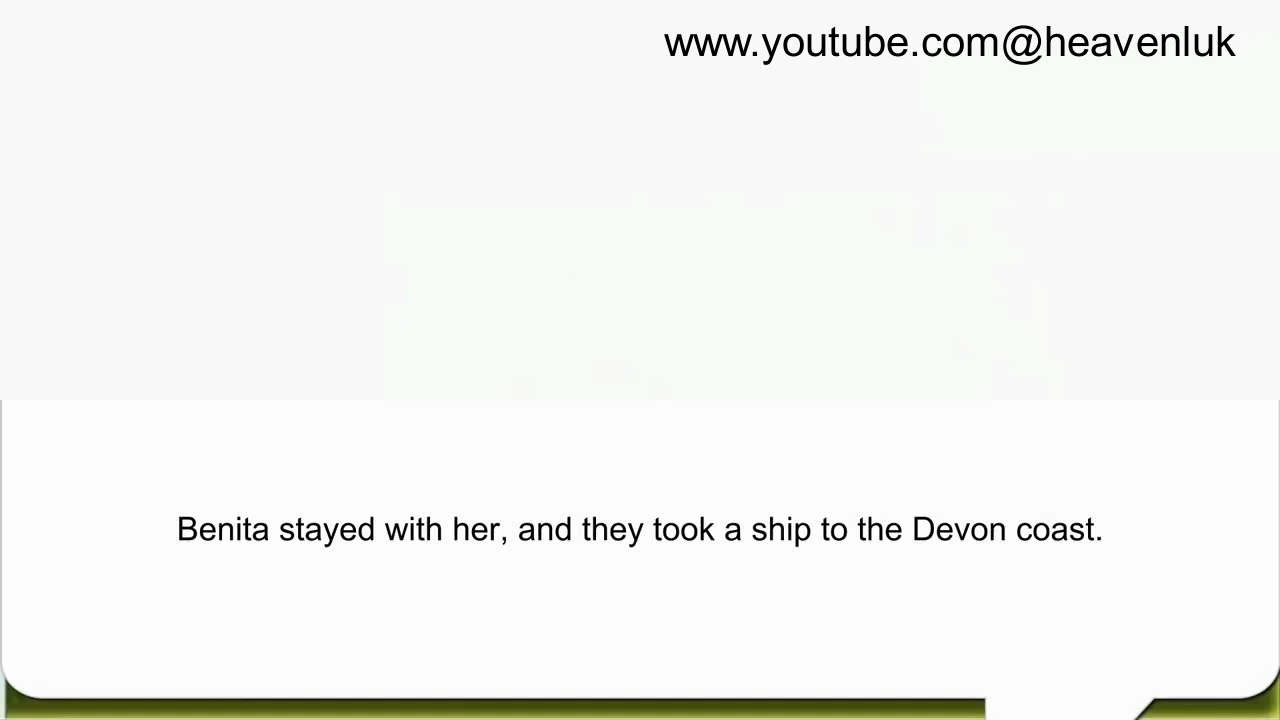 www.youtube.com@heavenluk
Benita stayed with her, and they took a ship to the Devon coast.